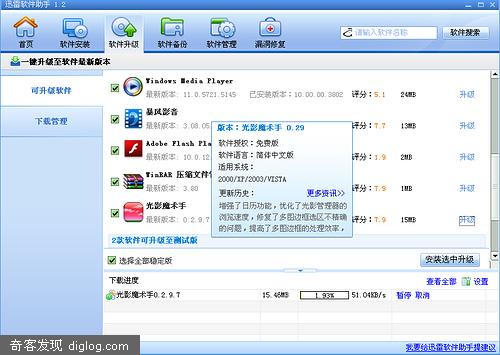 迅雷软件助手 1.2
首页
软件安装
软件升级
软件备份
软件管理
漏洞修复
请输入软件名称
软件搜索
一键升级至软件最新版本
可升级软件
下载管理
Windows Media Player
最新版本: 11.0.5721.5145 已安装版本:10.00.00.3802 评分:5.1 24MB 升级
暴风影音
最新版本: 3.08.05 评分:7.7 13MB 升级
Adobe Flash Pla
最新版本: 10.0.12 评分:1.9 2MB 升级
WinRAR 压缩文件
最新版本: 3.80 评分:7.9 1MB 升级
光影魔术手
最新版本: 0.2.9 评分:7.9 15MB 升级
版本:光影魔术手 0.29
软件授权:免费版
软件语言:简体中文版
适用系统:
2000/XP/2003/VISTA
更新历史: 更多资讯>>
增强了日历功能，优化了光影管理器的
浏览速度，修复了多图边框选区不精确
的问题，提高了多图边框的处理效率，
2款软件可升级至测试版
选择全部稳定版
安装选中升级
下载进度 查看全部 设置
光影魔术手0.2.9.7 15.46MB 1.93% 51.04KB/s 暂停 取消
奇客发现 diglog.com
我要给迅雷软件助手提建议